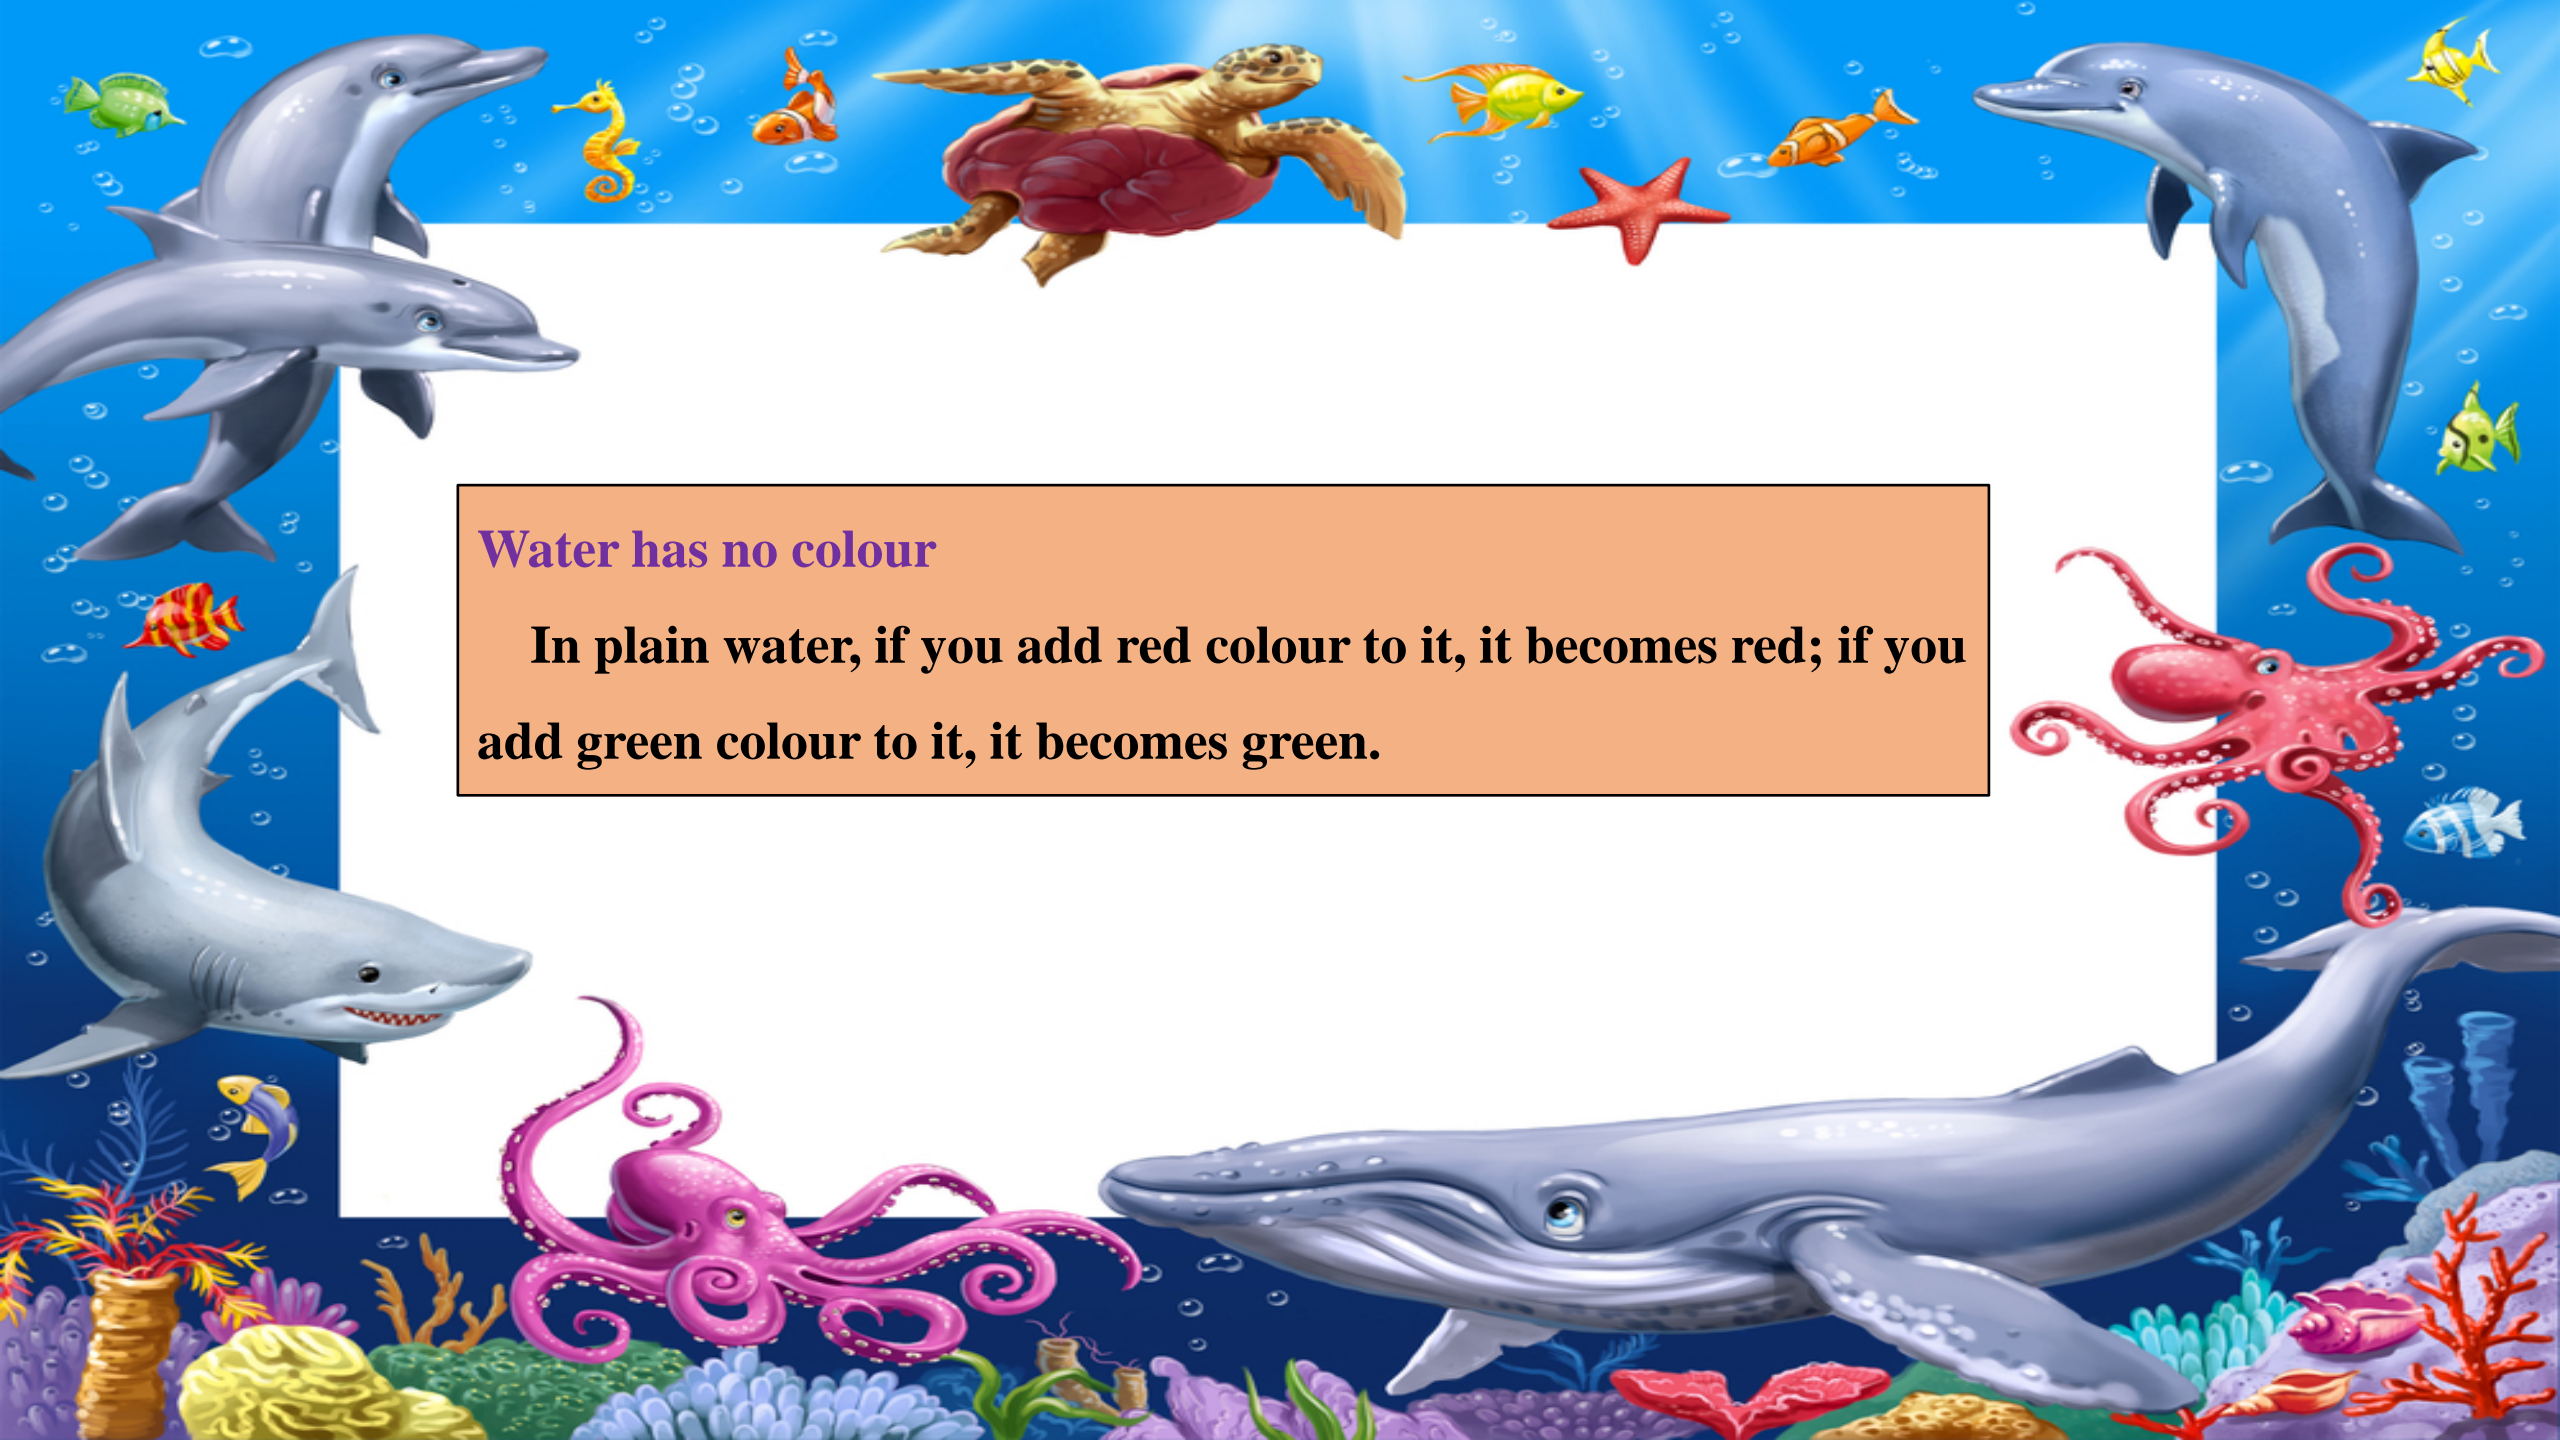 Water has no colour
In plain water, if you add red colour to it, it becomes red; if you
add green colour to it, it becomes green.